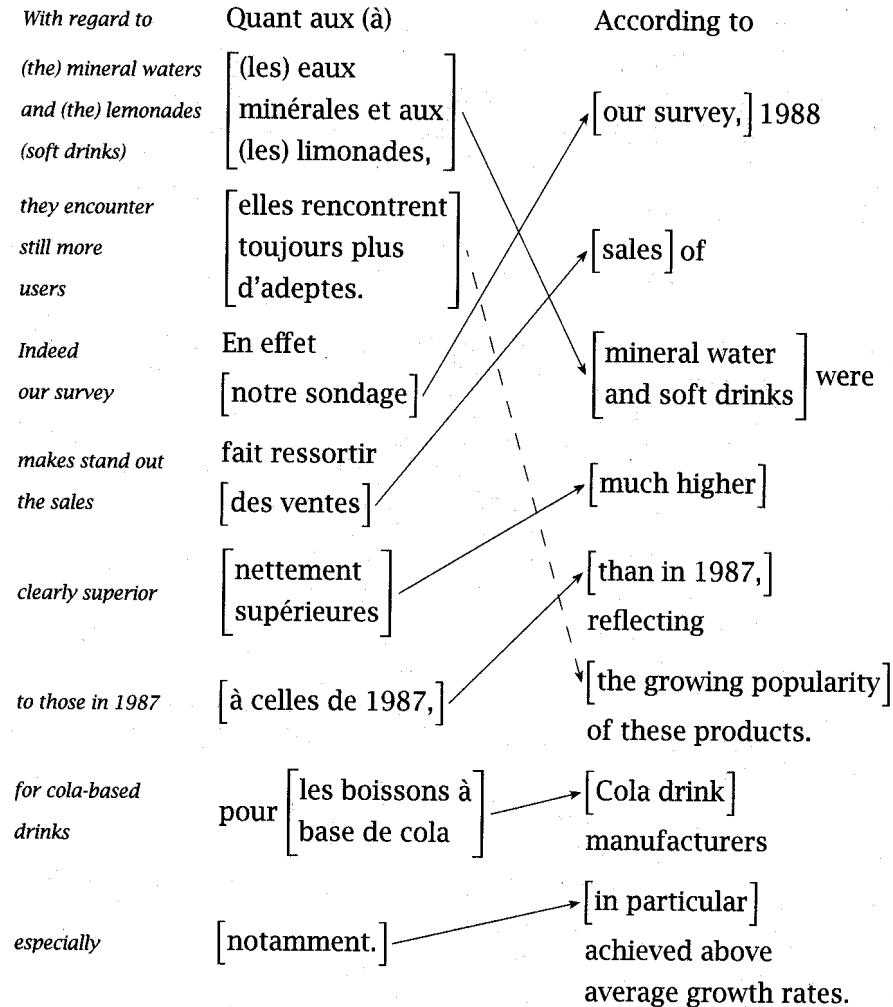 With regard to
(the) mineral waters
and (the) lemonades
(soft drinks)
they encounter
still more
users
Indeed
our survey
makes stand out
the sales
clearly superior
to those in 1987
for cola-based
drinks
especially
Quant aux (à)
[(les) eaux
minérales et aux
(les) limonades,]
[elles rencontrent
toujours plus
d'adeptes.]
En effet
[notre sondage]
fait ressortir
[des ventes]
[nettement
supérieures]
[à celles de 1987,]
pour [les boissons à
base de cola]
[notamment.]
According to
[our survey,] 1988
[sales] of
[mineral water
and soft drinks] were
[much higher]
[than in 1987,]
reflecting
[the growing popularity]
of these products.
[Cola drink]
manufacturers
[in particular]
achieved above
average growth rates.